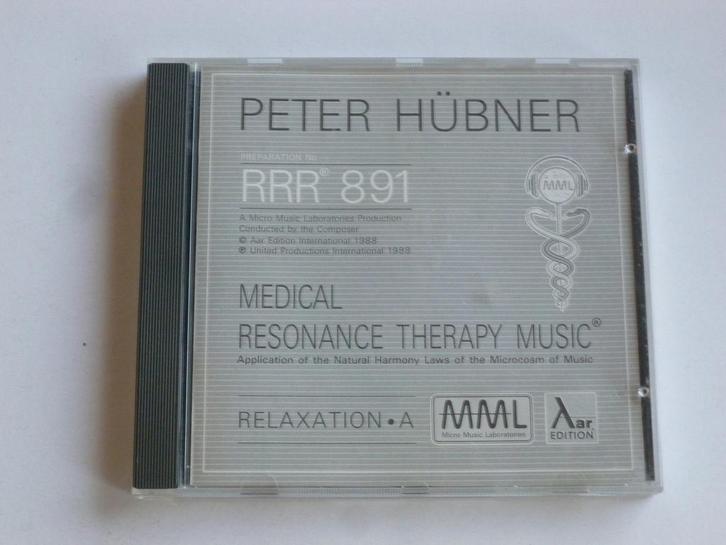 PETER HÜBNER
PREPARATION No
RRR® 891
A Micro Music Laboratories Production
Conducted by the Composer
© Aar Edition International 1988
℗ United Productions International 1988
MML
MEDICAL
RESONANCE THERAPY MUSIC®
Application of the Natural Harmony Laws of the Microcosm of Music
RELAXATION • A
MML
Micro Music Laboratories
λar
EDITION